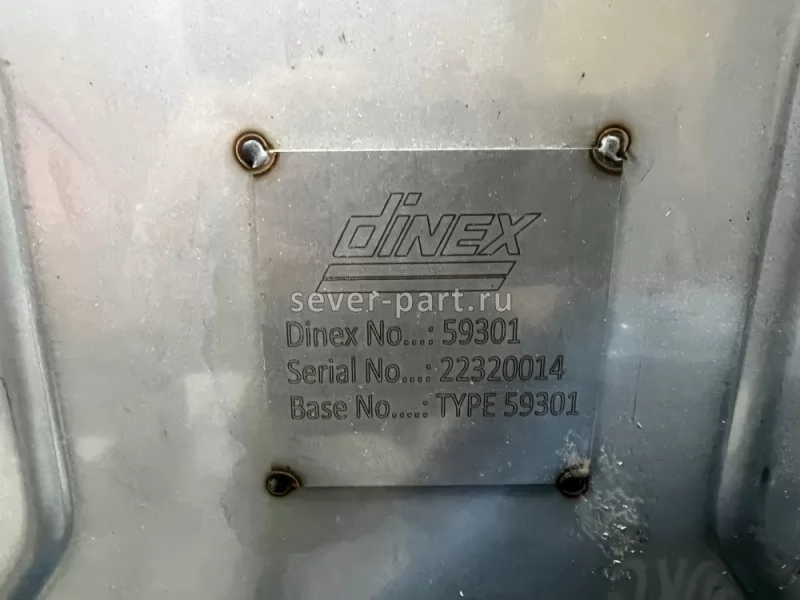 dinex
sever-part.ru
Dinex No...: 59301
Serial No...: 22320014
Base No....: TYPE 59301